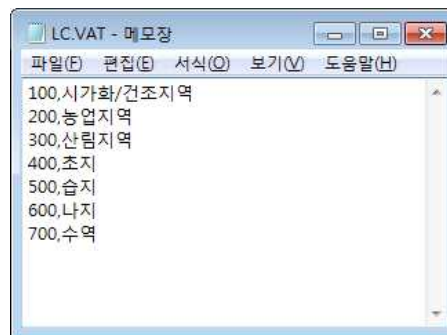 LC.VAT - 메모장
파일(F) 편집(E) 서식(O) 보기(V) 도움말(H)
100,시가화/건조지역
200,농업지역
300,산림지역
400,초지
500,습지
600,나지
700,수역